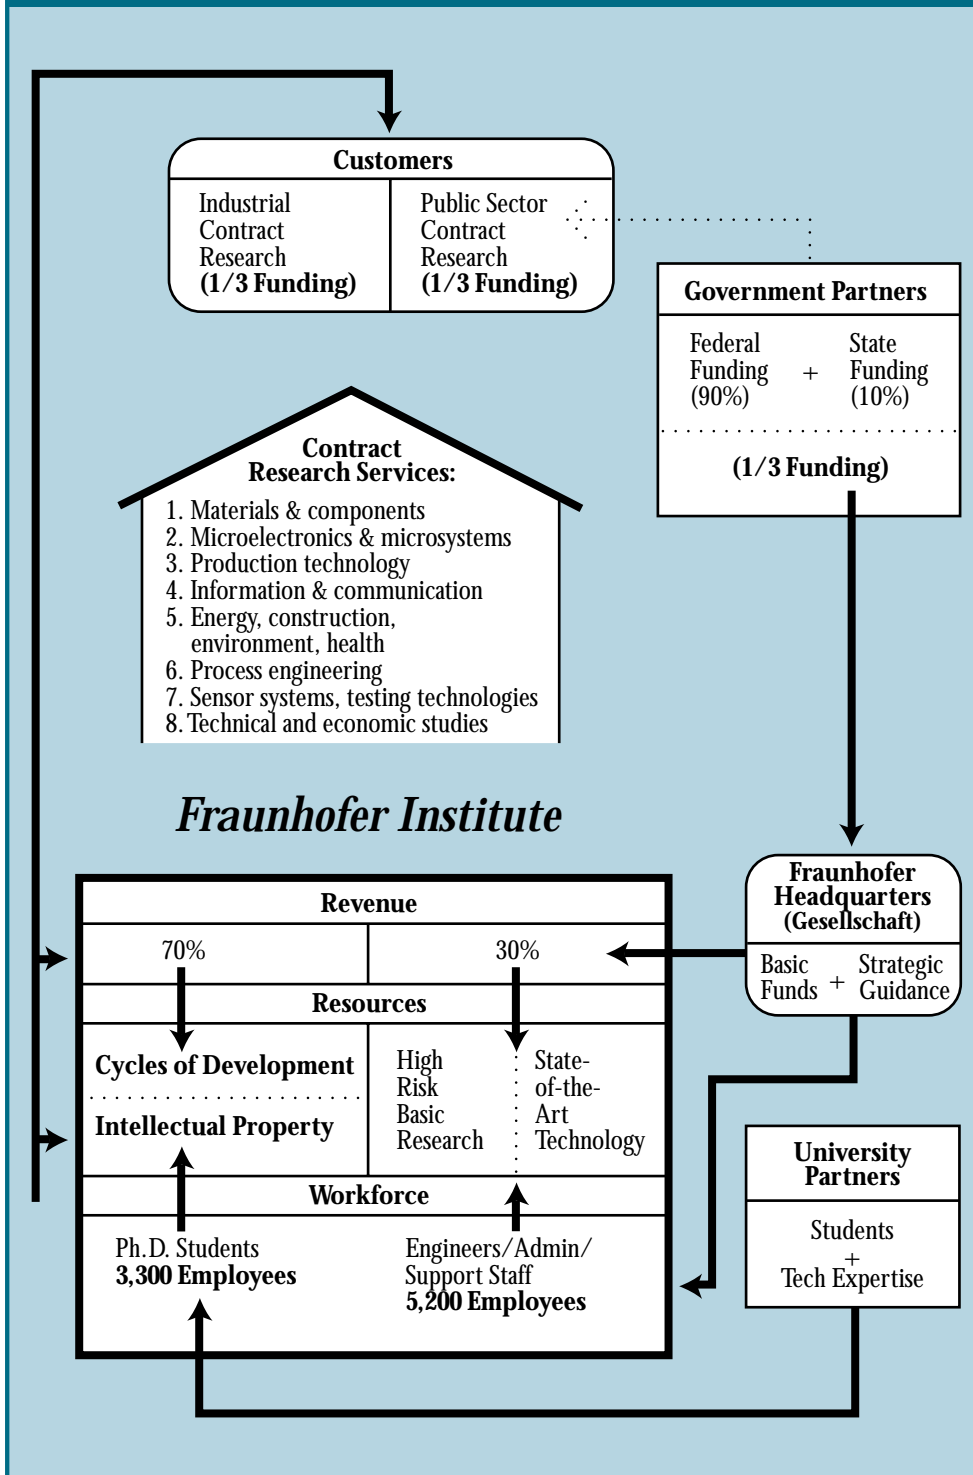 Customers
Industrial
Contract
Research
(1/3 Funding)
Public Sector
Contract
Research
(1/3 Funding)
Government Partners
Federal
Funding
(90%)
+
State
Funding
(10%)
(1/3 Funding)
Contract
Research Services:
1. Materials & components
2. Microelectronics & microsystems
3. Production technology
4. Information & communication
5. Energy, construction,
environment, health
6. Process engineering
7. Sensor systems, testing technologies
8. Technical and economic studies
Fraunhofer Institute
Fraunhofer
Headquarters
(Gesellschaft)
Basic
Funds
+
Strategic
Guidance
Revenue
70%
30%
Resources
Cycles of Development
Intellectual Property
High
Risk
Basic
Research
State-
of-the-
Art
Technology
Workforce
Ph.D. Students
3,300 Employees
Engineers/Admin/
Support Staff
5,200 Employees
University
Partners
Students
+
Tech Expertise